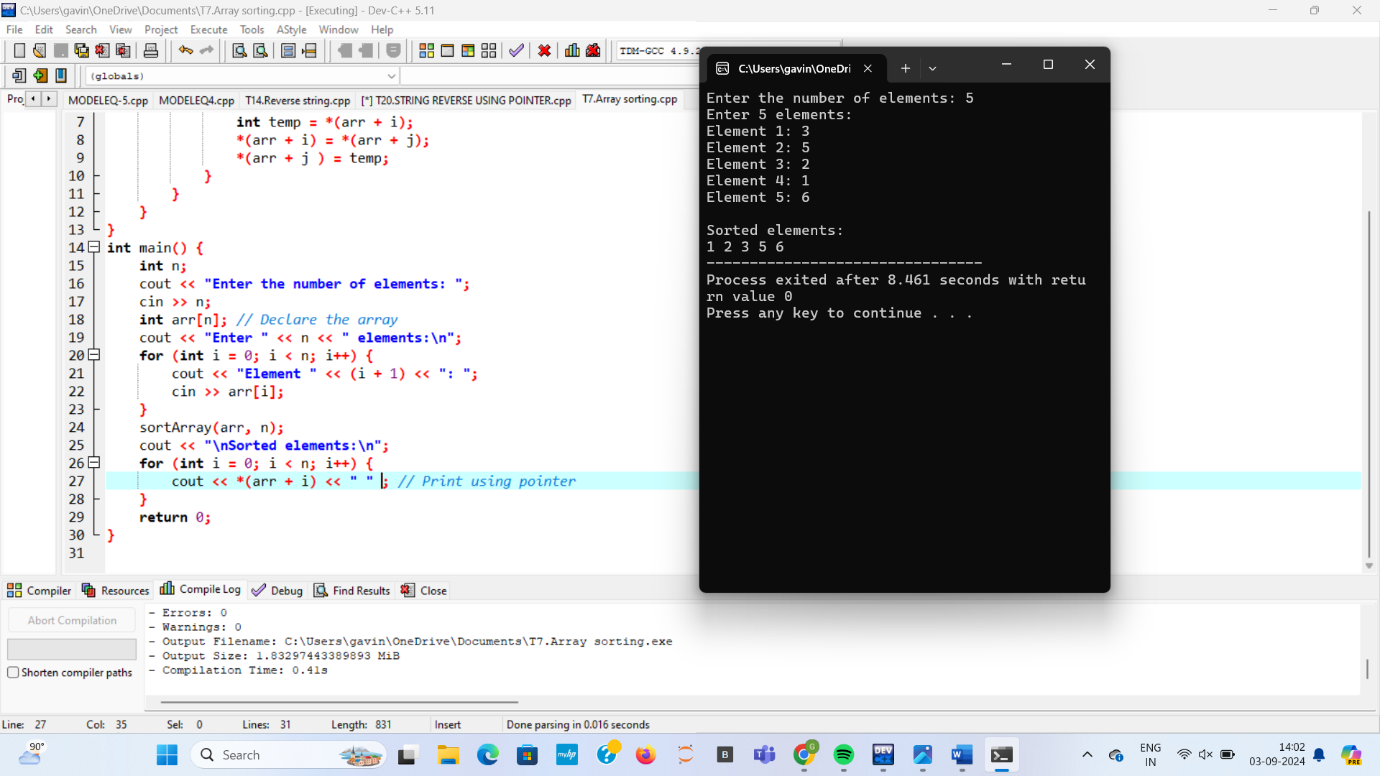 C:\Users\gavin\OneDrive\Documents\T7.Array sorting.cpp - [Executing] - Dev-C++ 5.11
File Edit Search View Project Execute Tools AStyle Window Help
TDM-GCC 4.9.2
(globals)
Proj MODELEQ-5.cpp MODELEQ4.cpp T14.Reverse string.cpp [*] T20.STRING REVERSE USING POINTER.cpp T7.Array sorting.cpp
7 int temp = *(arr + i);
8 *(arr + i) = *(arr + j);
9 *(arr + j ) = temp;
10 }
11 }
12 }
13 }
14 int main() {
15 int n;
16 cout << "Enter the number of elements: ";
17 cin >> n;
18 int arr[n]; // Declare the array
19 cout << "Enter " << n << " elements:\n";
20 for (int i = 0; i < n; i++) {
21 cout << "Element " << (i + 1) << ": ";
22 cin >> arr[i];
23 }
24 sortArray(arr, n);
25 cout << "\nSorted elements:\n";
26 for (int i = 0; i < n; i++) {
27 cout << *(arr + i) << " " ; // Print using pointer
28 }
29 return 0;
30 }
31
C:\Users\gavin\OneDri
Enter the number of elements: 5
Enter 5 elements:
Element 1: 3
Element 2: 5
Element 3: 2
Element 4: 1
Element 5: 6
Sorted elements:
1 2 3 5 6
--------------------------------
Process exited after 8.461 seconds with retu
rn value 0
Press any key to continue . . .
Compiler Resources Compile Log Debug Find Results Close
Abort Compilation
Shorten compiler paths
- Errors: 0
- Warnings: 0
- Output Filename: C:\Users\gavin\OneDrive\Documents\T7.Array sorting.exe
- Output Size: 1.83297443389893 MiB
- Compilation Time: 0.41s
Line: 27 Col: 35 Sel: 0 Lines: 31 Length: 831 Insert Done parsing in 0.016 seconds
90°
Search
myhp
B
G
DEV
PRE
ENG
IN
14:02
03-09-2024